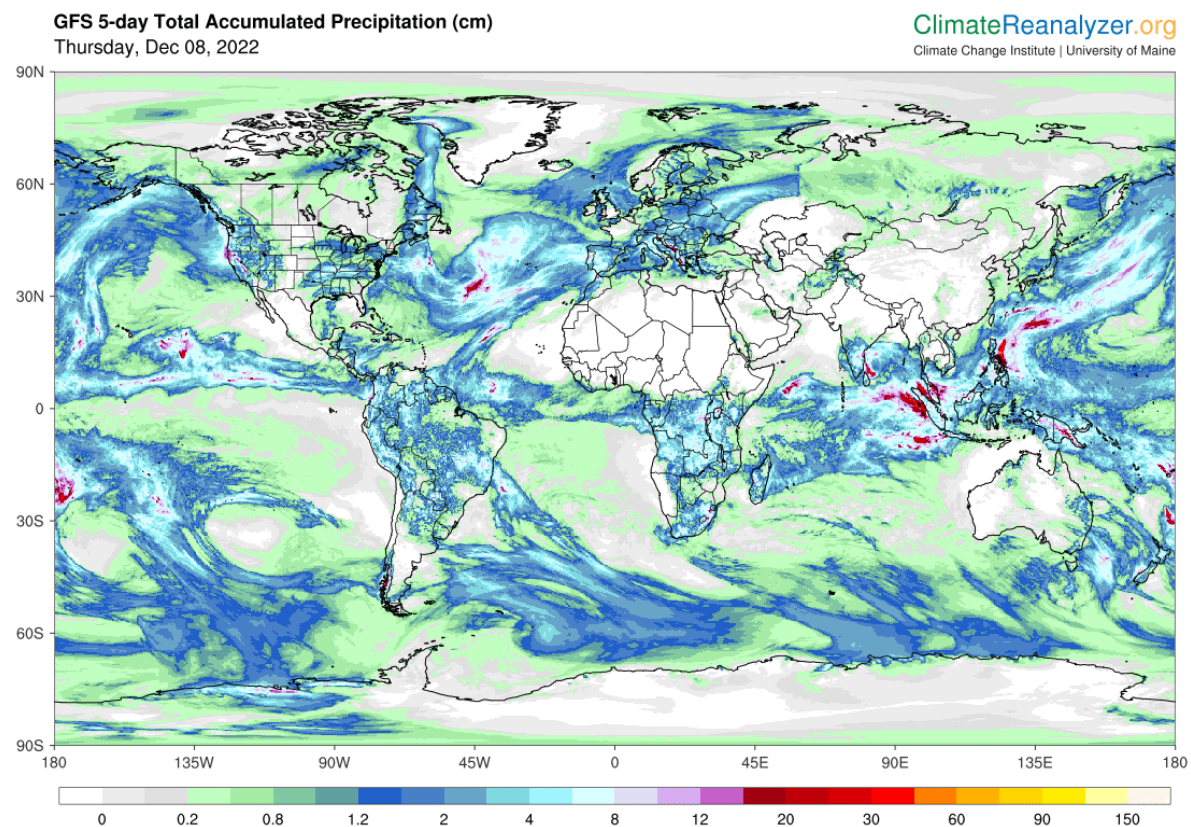 GFS 5-day Total Accumulated Precipitation (cm)
Thursday, Dec 08, 2022
ClimateReanalyzer.org
Climate Change Institute | University of Maine
90N
60N
30N
0
30S
60S
90S
180 135W 90W 45W 0 45E 90E 135E 180
0 0.2 0.8 1.2 2 4 8 12 20 30 60 90 150